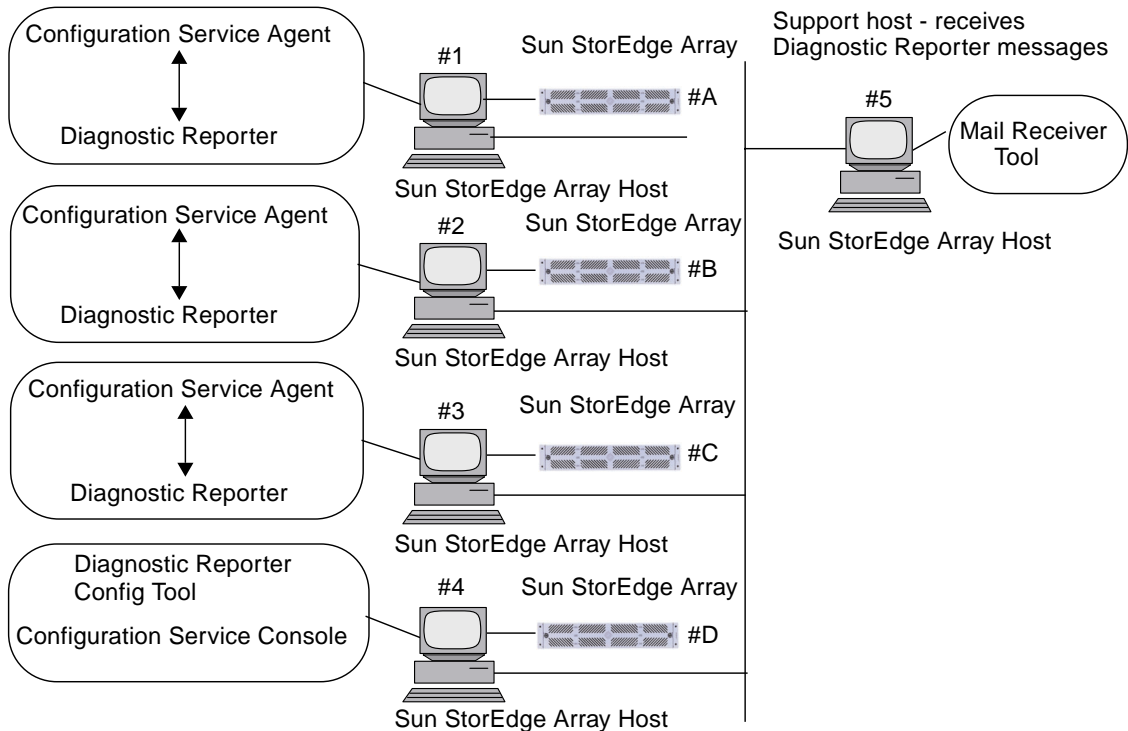 Configuration Service Agent
Diagnostic Reporter
#1
Sun StorEdge Array
#A
Sun StorEdge Array Host
Configuration Service Agent
Diagnostic Reporter
#2
Sun StorEdge Array
#B
Sun StorEdge Array Host
Configuration Service Agent
Diagnostic Reporter
#3
Sun StorEdge Array
#C
Sun StorEdge Array Host
Diagnostic Reporter
Config Tool
Configuration Service Console
#4
Sun StorEdge Array
#D
Sun StorEdge Array Host
Support host - receives
Diagnostic Reporter messages
#5
Mail Receiver
Tool
Sun StorEdge Array Host